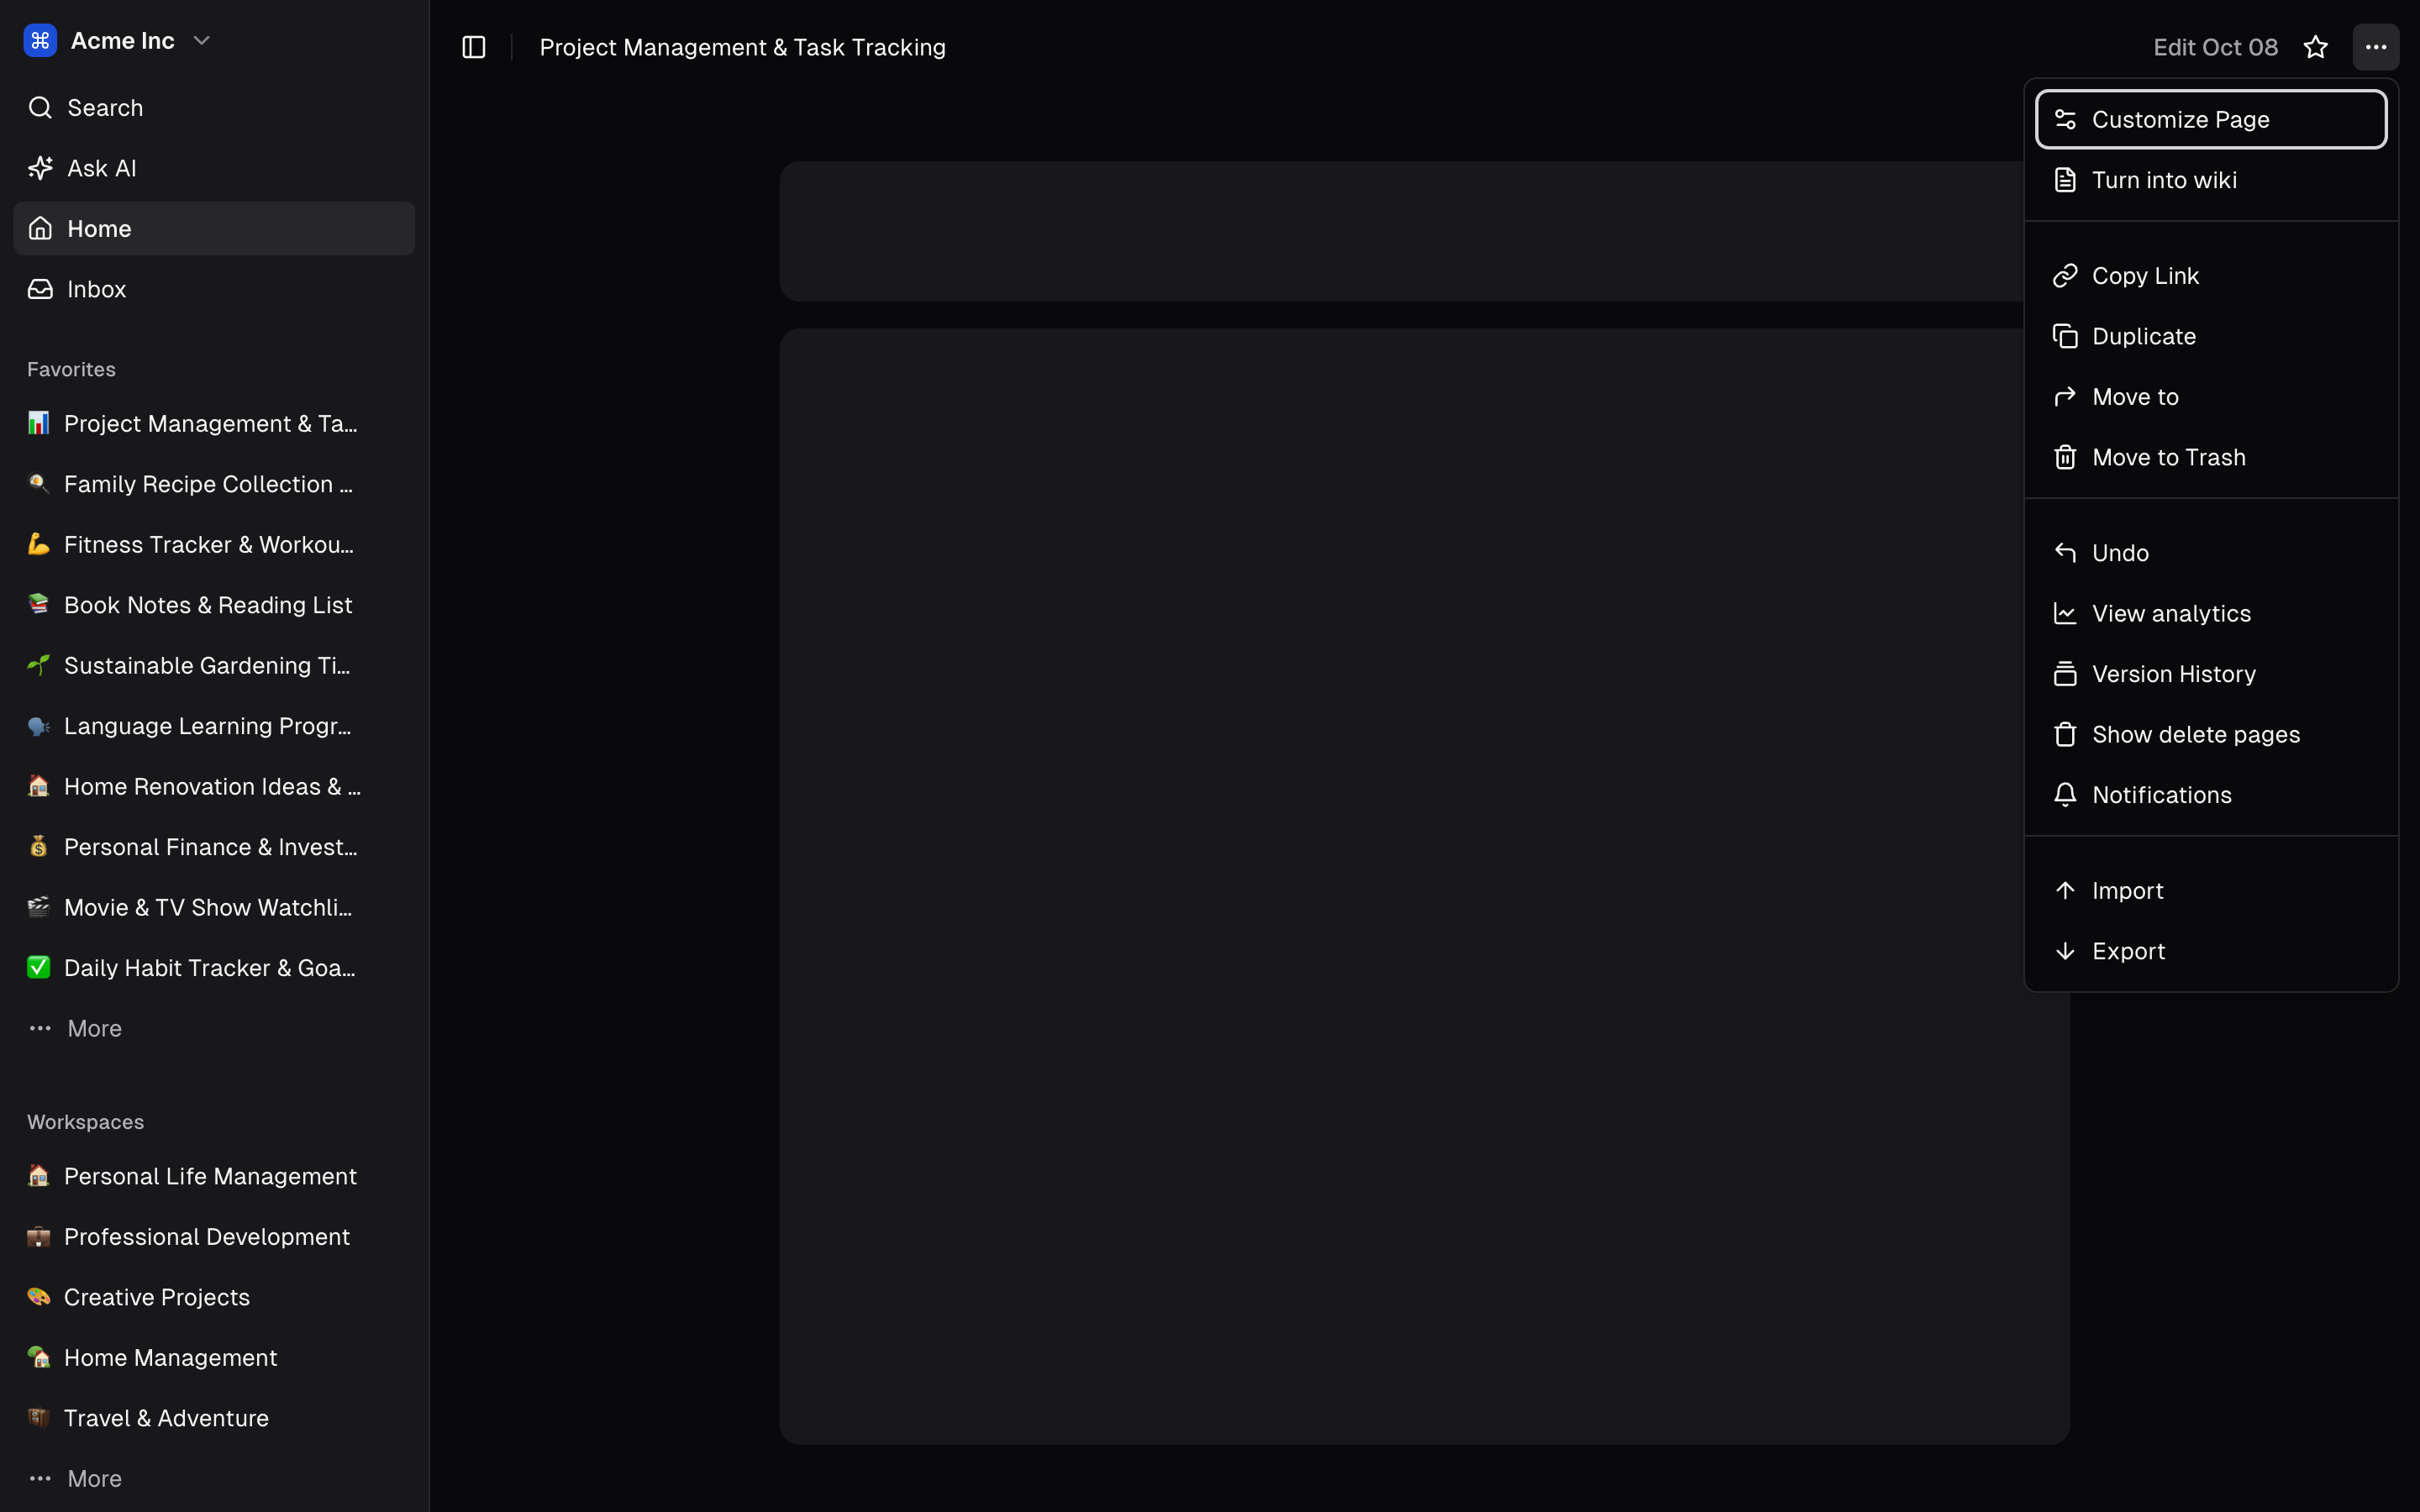 Acme Inc
Search
Ask AI
Home
Inbox
Favorites
Project Management & Ta...
Family Recipe Collection ...
Fitness Tracker & Workou...
Book Notes & Reading List
Sustainable Gardening Ti...
Language Learning Progr...
Home Renovation Ideas & ...
Personal Finance & Invest...
Movie & TV Show Watchli...
Daily Habit Tracker & Goa...
More
Workspaces
Personal Life Management
Professional Development
Creative Projects
Home Management
Travel & Adventure
More
Project Management & Task Tracking
Edit Oct 08
Customize Page
Turn into wiki
Copy Link
Duplicate
Move to
Move to Trash
Undo
View analytics
Version History
Show delete pages
Notifications
Import
Export